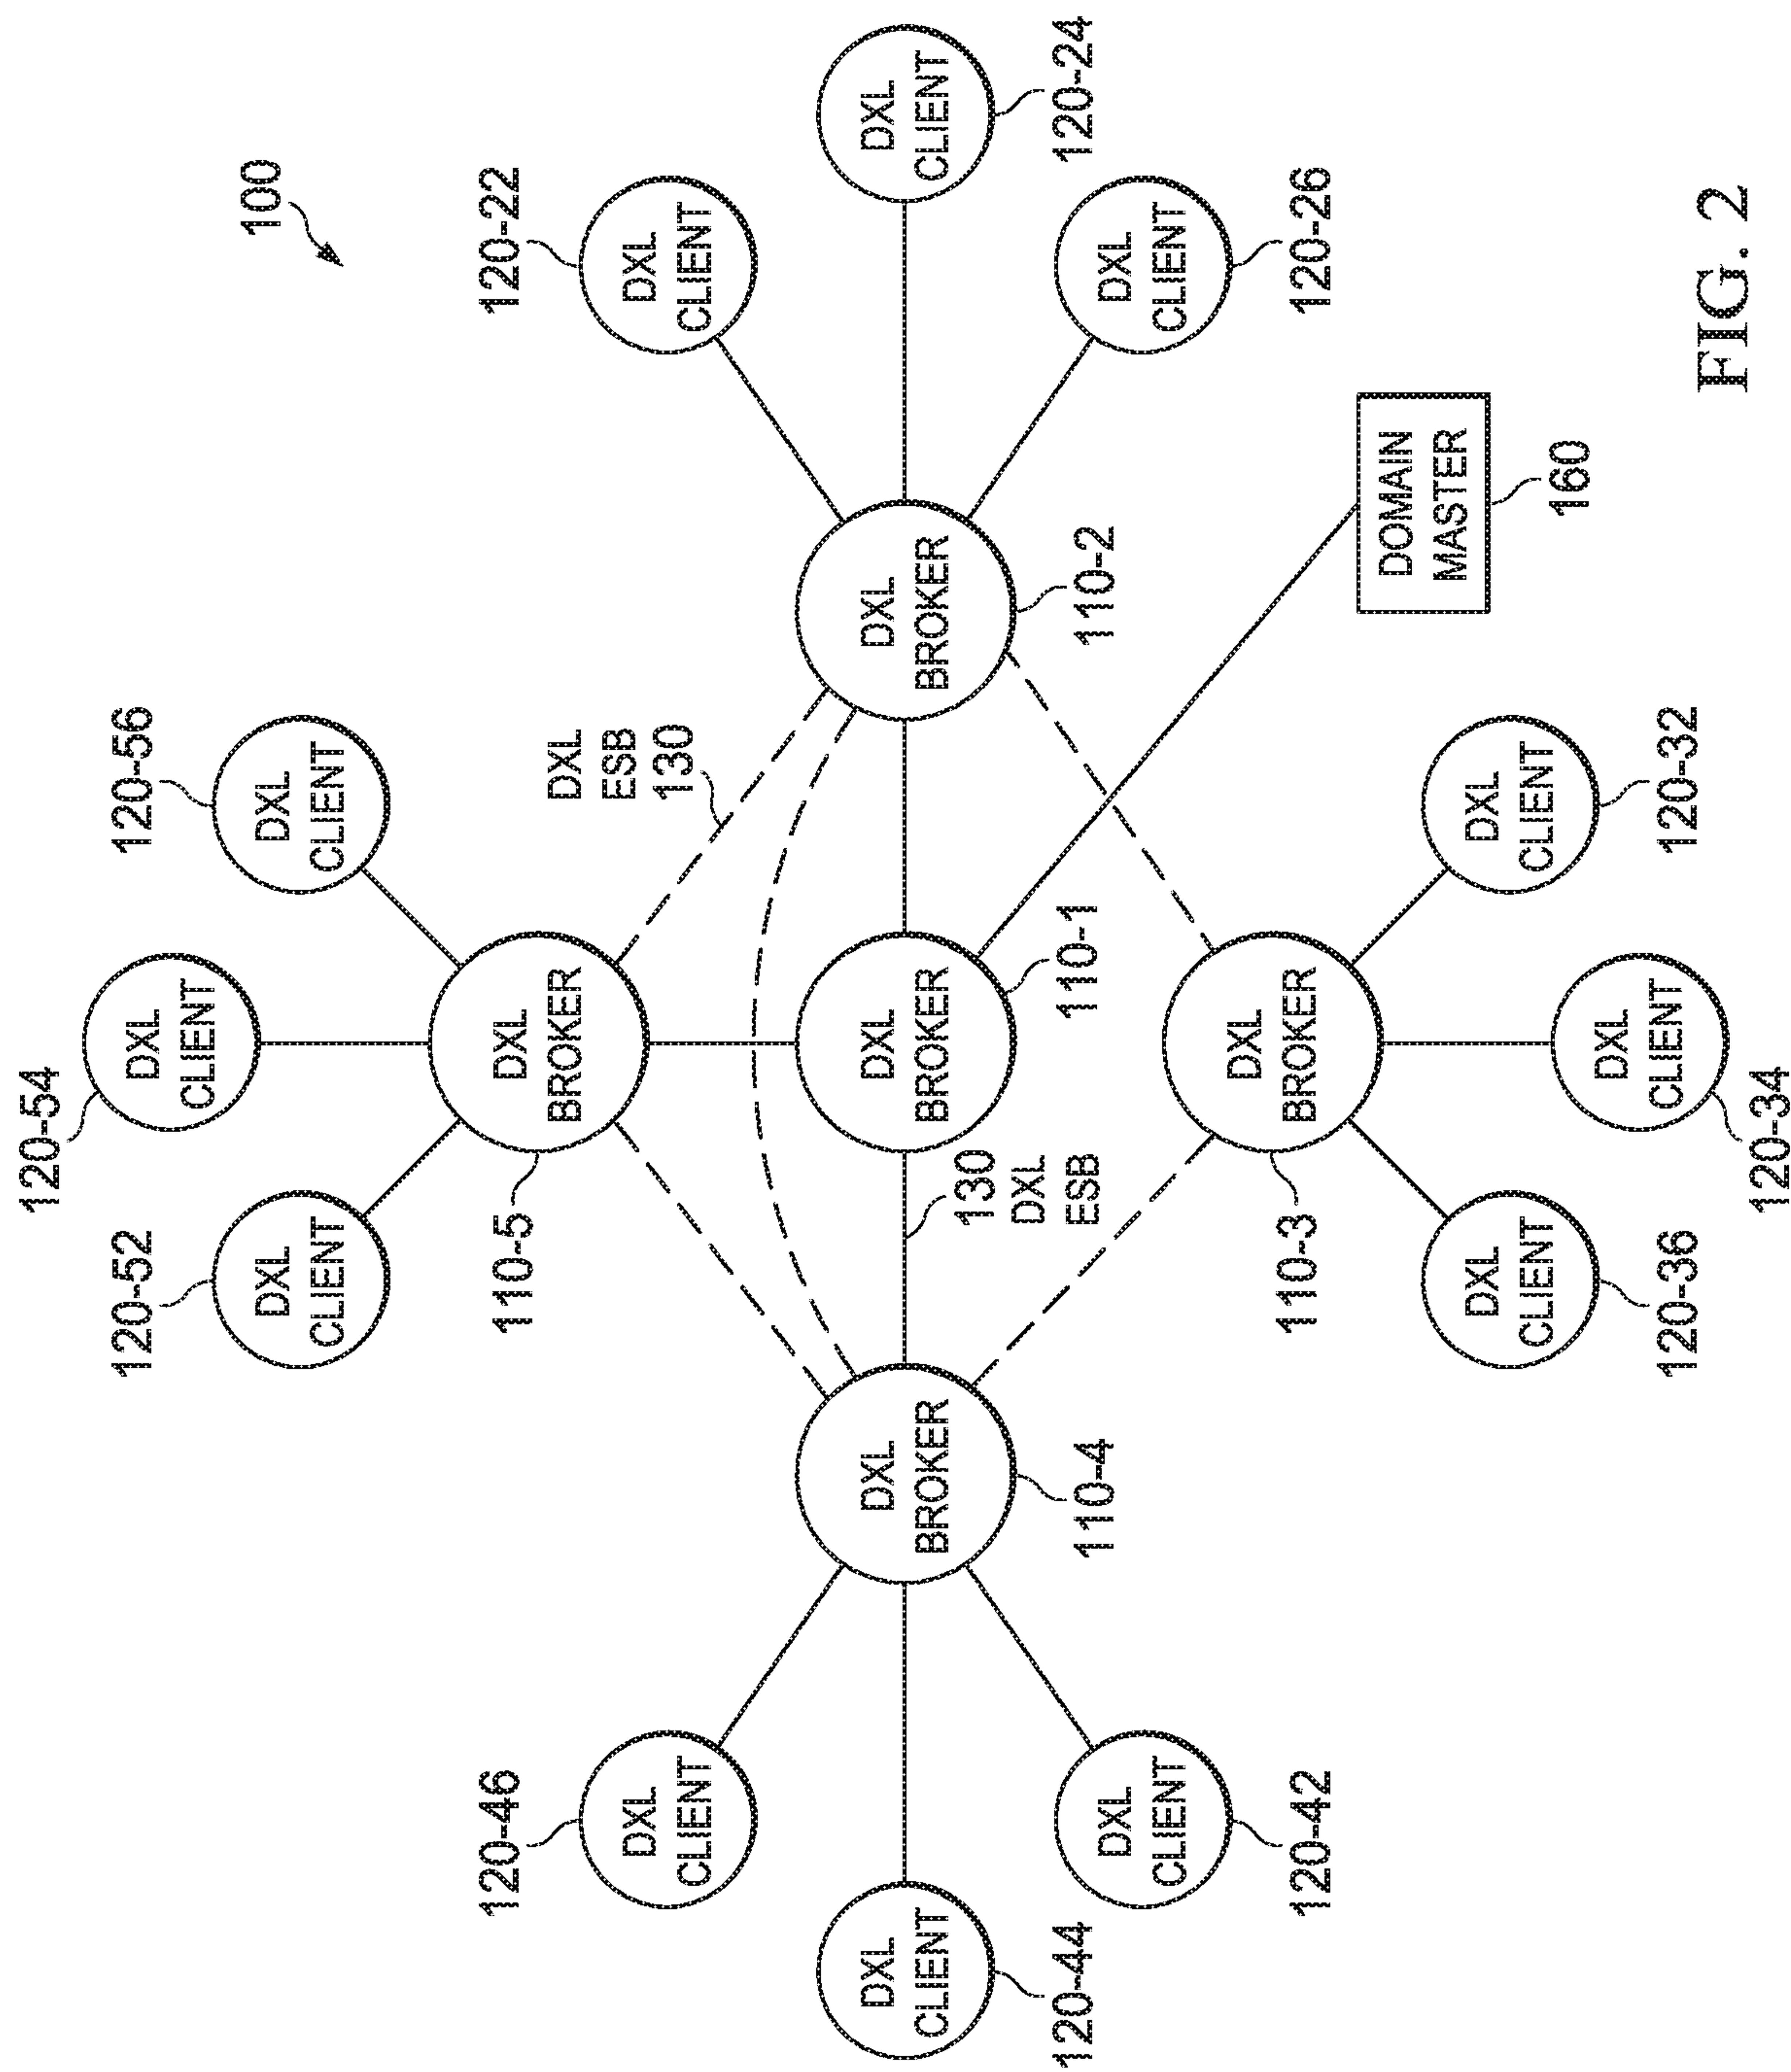 100
120-54
DXL
CLIENT
120-52
DXL
CLIENT
120-56
DXL
CLIENT
120-46
DXL
CLIENT
110-5
DXL
BROKER
DXL
ESB
130
120-22
DXL
CLIENT
120-44
DXL
CLIENT
110-4
DXL
BROKER
130
DXL
ESB
110-1
DXL
BROKER
110-2
DXL
BROKER
120-24
DXL
CLIENT
120-42
DXL
CLIENT
110-3
DXL
BROKER
120-26
DXL
CLIENT
DOMAIN
MASTER
160
120-36
DXL
CLIENT
120-34
DXL
CLIENT
120-32
DXL
CLIENT
FIG. 2